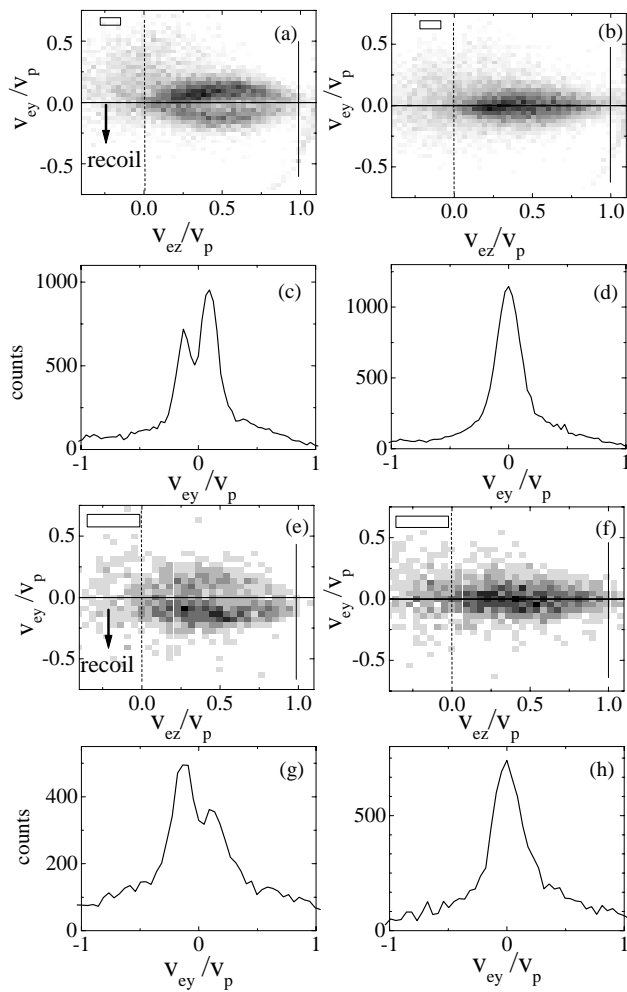 (a)
0.5
0.0
-0.5
v_ey/v_p
recoil
0.0 0.5 1.0
v_ez/v_p
(b)
0.5
0.0
-0.5
v_ey/v_p
0.0 0.5 1.0
v_ez/v_p
(c)
1000
500
0
counts
-1 0 1
v_ey/v_p
(d)
1125
750
375
0
-1 0 1
v_ey/v_p
(e)
0.5
0.0
-0.5
v_ey/v_p
recoil
0.0 0.5 1.0
v_ez/v_p
(f)
0.5
0.0
-0.5
v_ey/v_p
0.0 0.5 1.0
v_ez/v_p
(g)
400
200
0
counts
-1 0 1
v_ey/v_p
(h)
500
0
-1 0 1
v_ey/v_p